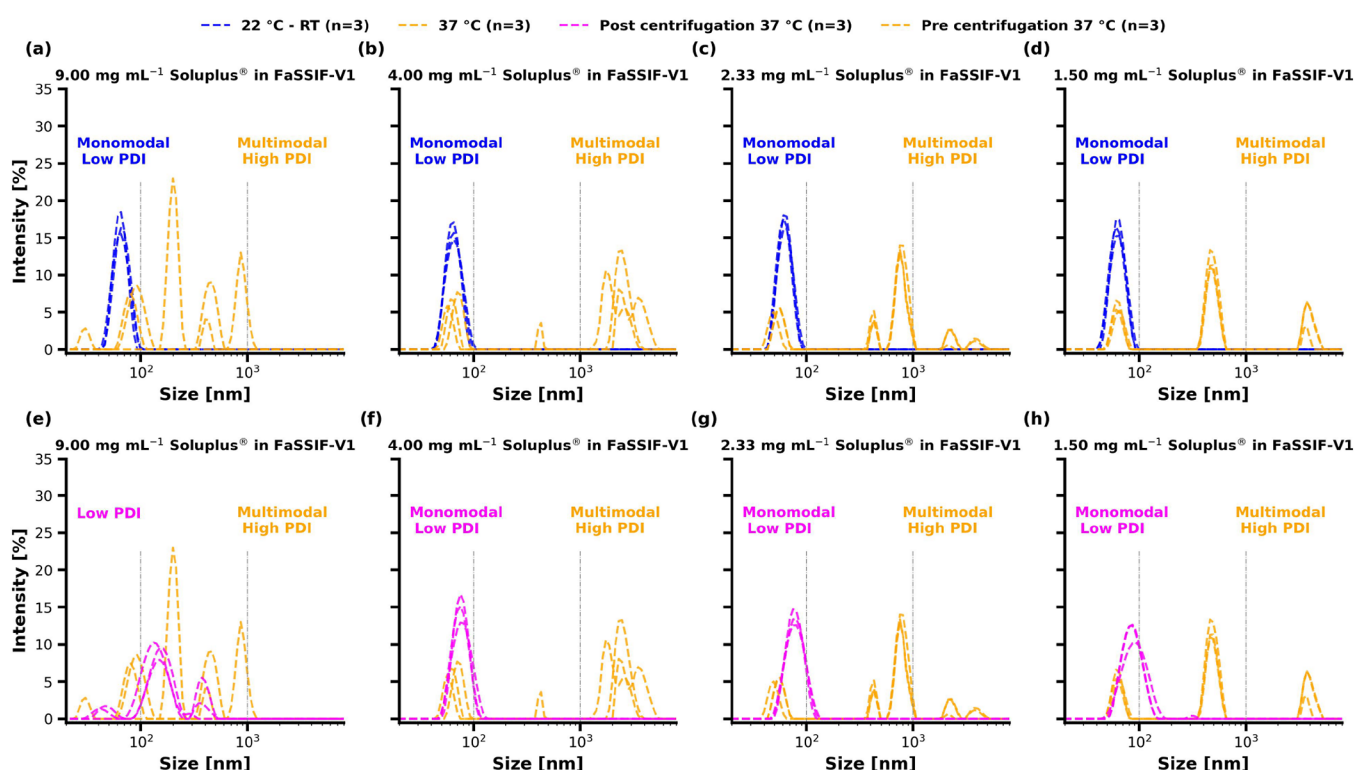 22 °C - RT (n=3) 37 °C (n=3) Post centrifugation 37 °C (n=3) Pre centrifugation 37 °C (n=3)
(a) (b) (c) (d)
9.00 mg mL⁻¹ Soluplus® in FaSSIF-V1 4.00 mg mL⁻¹ Soluplus® in FaSSIF-V1 2.33 mg mL⁻¹ Soluplus® in FaSSIF-V1 1.50 mg mL⁻¹ Soluplus® in FaSSIF-V1
35
30
Monomodal Multimodal Monomodal Multimodal Monomodal Multimodal Monomodal Multimodal
Low PDI High PDI Low PDI High PDI Low PDI High PDI Low PDI High PDI
25
20
15
10
5
0
Intensity [%]
10² 10³ 10² 10³ 10² 10³ 10² 10³
Size [nm] Size [nm] Size [nm] Size [nm]
(e) (f) (g) (h)
9.00 mg mL⁻¹ Soluplus® in FaSSIF-V1 4.00 mg mL⁻¹ Soluplus® in FaSSIF-V1 2.33 mg mL⁻¹ Soluplus® in FaSSIF-V1 1.50 mg mL⁻¹ Soluplus® in FaSSIF-V1
35
30
Low PDI Multimodal Monomodal Multimodal Monomodal Multimodal Monomodal Multimodal
High PDI Low PDI High PDI Low PDI High PDI Low PDI High PDI
25
20
15
10
5
0
Intensity [%]
10² 10³ 10² 10³ 10² 10³ 10² 10³
Size [nm] Size [nm] Size [nm] Size [nm]